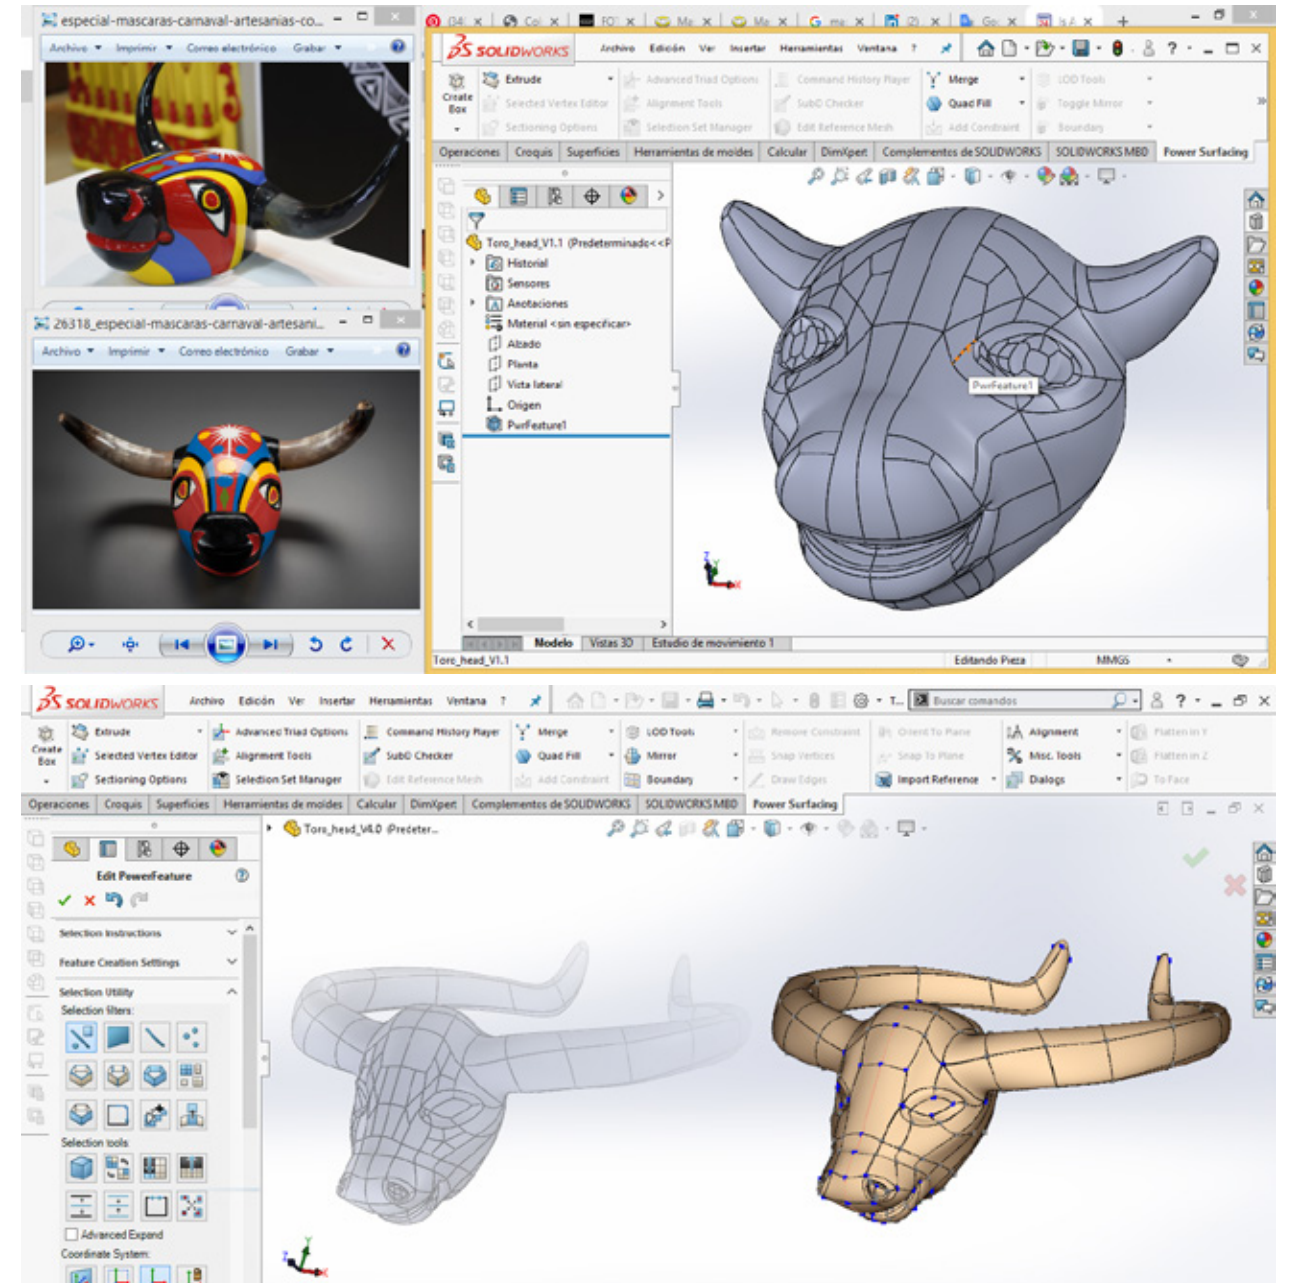 especial-mascaras-carnaval-artesanias-co...
Archivo Imprimir Correo electrónico Grabar
26318_especial-mascaras-carnaval-artesani...
Archivo Imprimir Correo electrónico Grabar
SOLIDWORKS Archivo Edición Ver Insertar Herramientas Ventana ?
Create Box
Extrude Advanced Triad Options Command History Player Merge LOD Tools
Selected Vertex Editor Alignment Tools SubD Checker Quad Fill Toggle Mirror
Sectioning Options Selection Set Manager Edit Reference Mesh Add Constraint Boundary
Operaciones Croquis Superficies Herramientas de moldes Calcular DimXpert Complementos de SOLIDWORKS SOLIDWORKS MBD Power Surfacing
Toro_head_V1.1 (Predeterminado<<P
Historial
Sensores
Anotaciones
Material <sin especificar>
Alzado
Planta
Vista lateral
Origen
PwrFeature1
PwrFeature1
Z
Y
X
Modelo Vistas 3D Estudio de movimiento 1
Toro_head_V1.1 Editando Pieza MMGS
SOLIDWORKS Archivo Edición Ver Insertar Herramientas Ventana ? T... Buscar comandos ?
Create Box
Extrude Advanced Triad Options Command History Player Merge LOD Tools Remove Constraint Orient To Plane Alignment Flatten in Y
Selected Vertex Editor Alignment Tools SubD Checker Quad Fill Mirror Snap Vertices Snap To Plane Misc. Tools Flatten in Z
Sectioning Options Selection Set Manager Edit Reference Mesh Add Constraint Boundary Draw Edges Import Reference Dialogs To Face
Operaciones Croquis Superficies Herramientas de moldes Calcular DimXpert Complementos de SOLIDWORKS SOLIDWORKS MBD Power Surfacing
Toro_head_V4.0 (Predeter...
Edit PowerFeature
Selection Instructions
Feature Creation Settings
Selection Utility
Selection filters:
Selection tools:
Advanced Expand
Coordinate System:
Z
Y
X